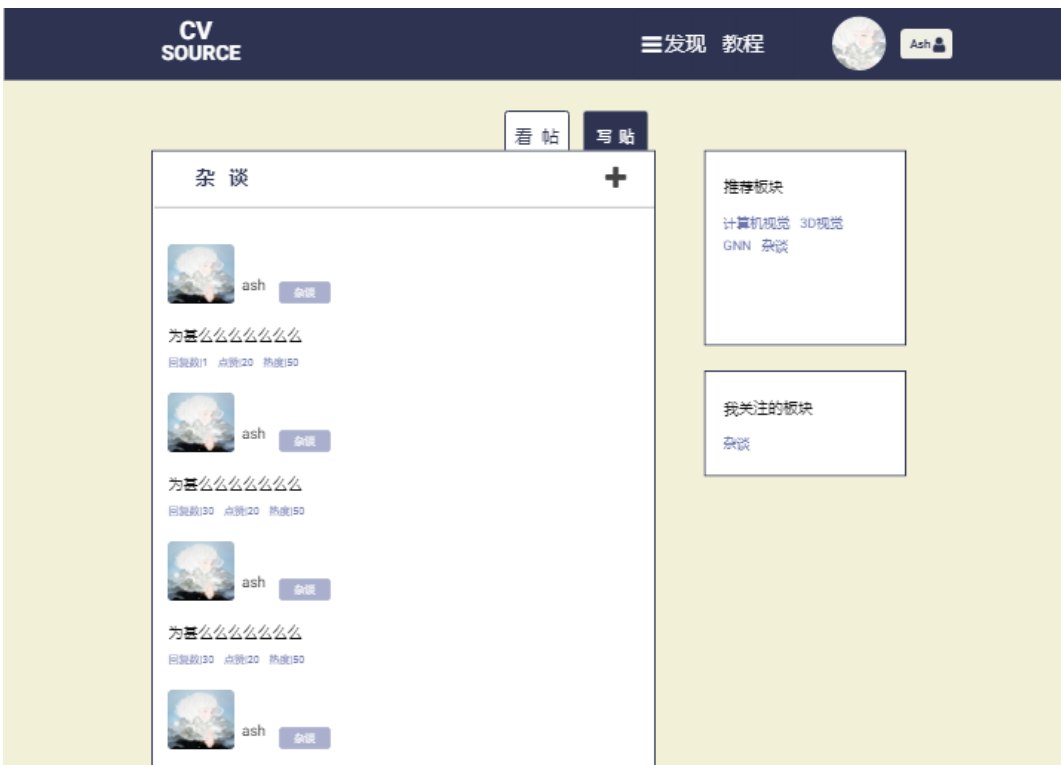 CV
SOURCE
发现 教程
Ash
看 帖 写 贴
杂 谈
ash 杂谈
为甚么么么么么么么
回复数|1 点赞|20 热度|50
ash 杂谈
为甚么么么么么么么
回复数|30 点赞|20 热度|50
ash 杂谈
为甚么么么么么么么
回复数|30 点赞|20 热度|50
ash 杂谈
推荐板块
计算机视觉 3D视觉
GNN 杂谈
我关注的板块
杂谈